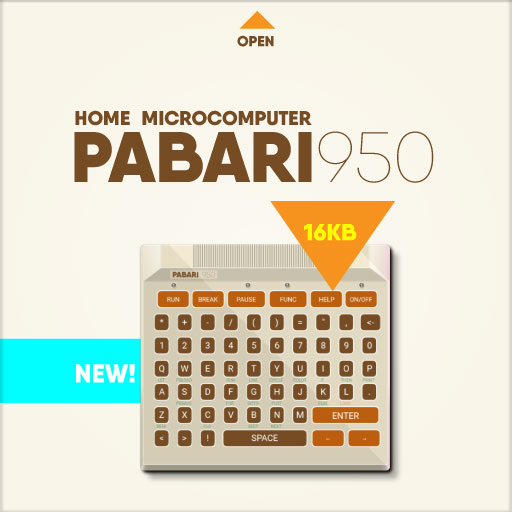 OPEN
HOME MICROCOMPUTER
PABARI950
16KB
PABARI950
RUN BREAK PAUSE FUNC HELP ON/OFF
* + - / ( ) = " , <-
1 2 3 4 5 6 7 8 9 0
Q W E R T Y U I O P
A S D F G H J K L .
NEW!
Z X C V B N M ENTER
< > ! SPACE